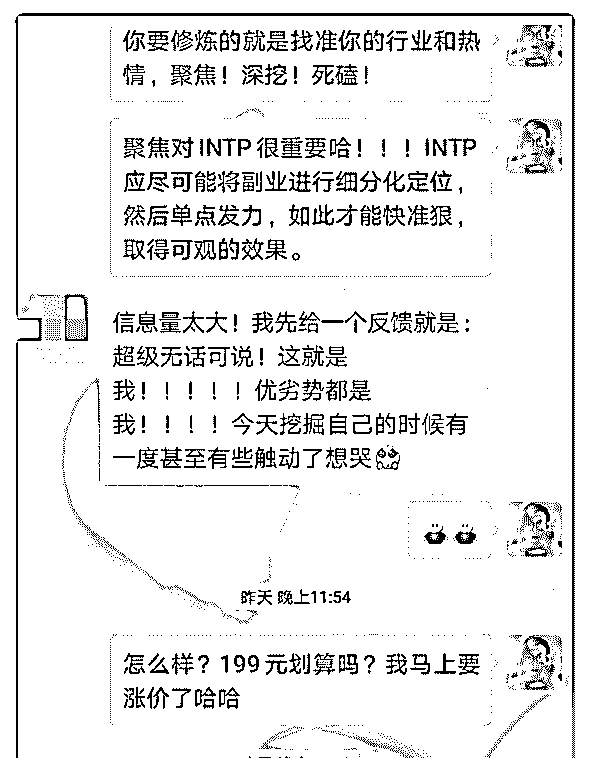 你要修炼的就是找准你的行业和热
情，聚焦！深挖！死磕！
聚焦对INTP很重要哈！！！INTP
应尽可能将副业进行细分化定位，
然后单点发力，如此才能快准狠，
取得可观的效果。
信息量太大！我先给一个反馈就是：
超级无话可说！这就是
我！！！！！优劣势都是
我！！！！今天挖掘自己的时候有
一度甚至有些触动了想哭
昨天 晚上11:54
怎么样？199元划算吗？我马上要
涨价了哈哈